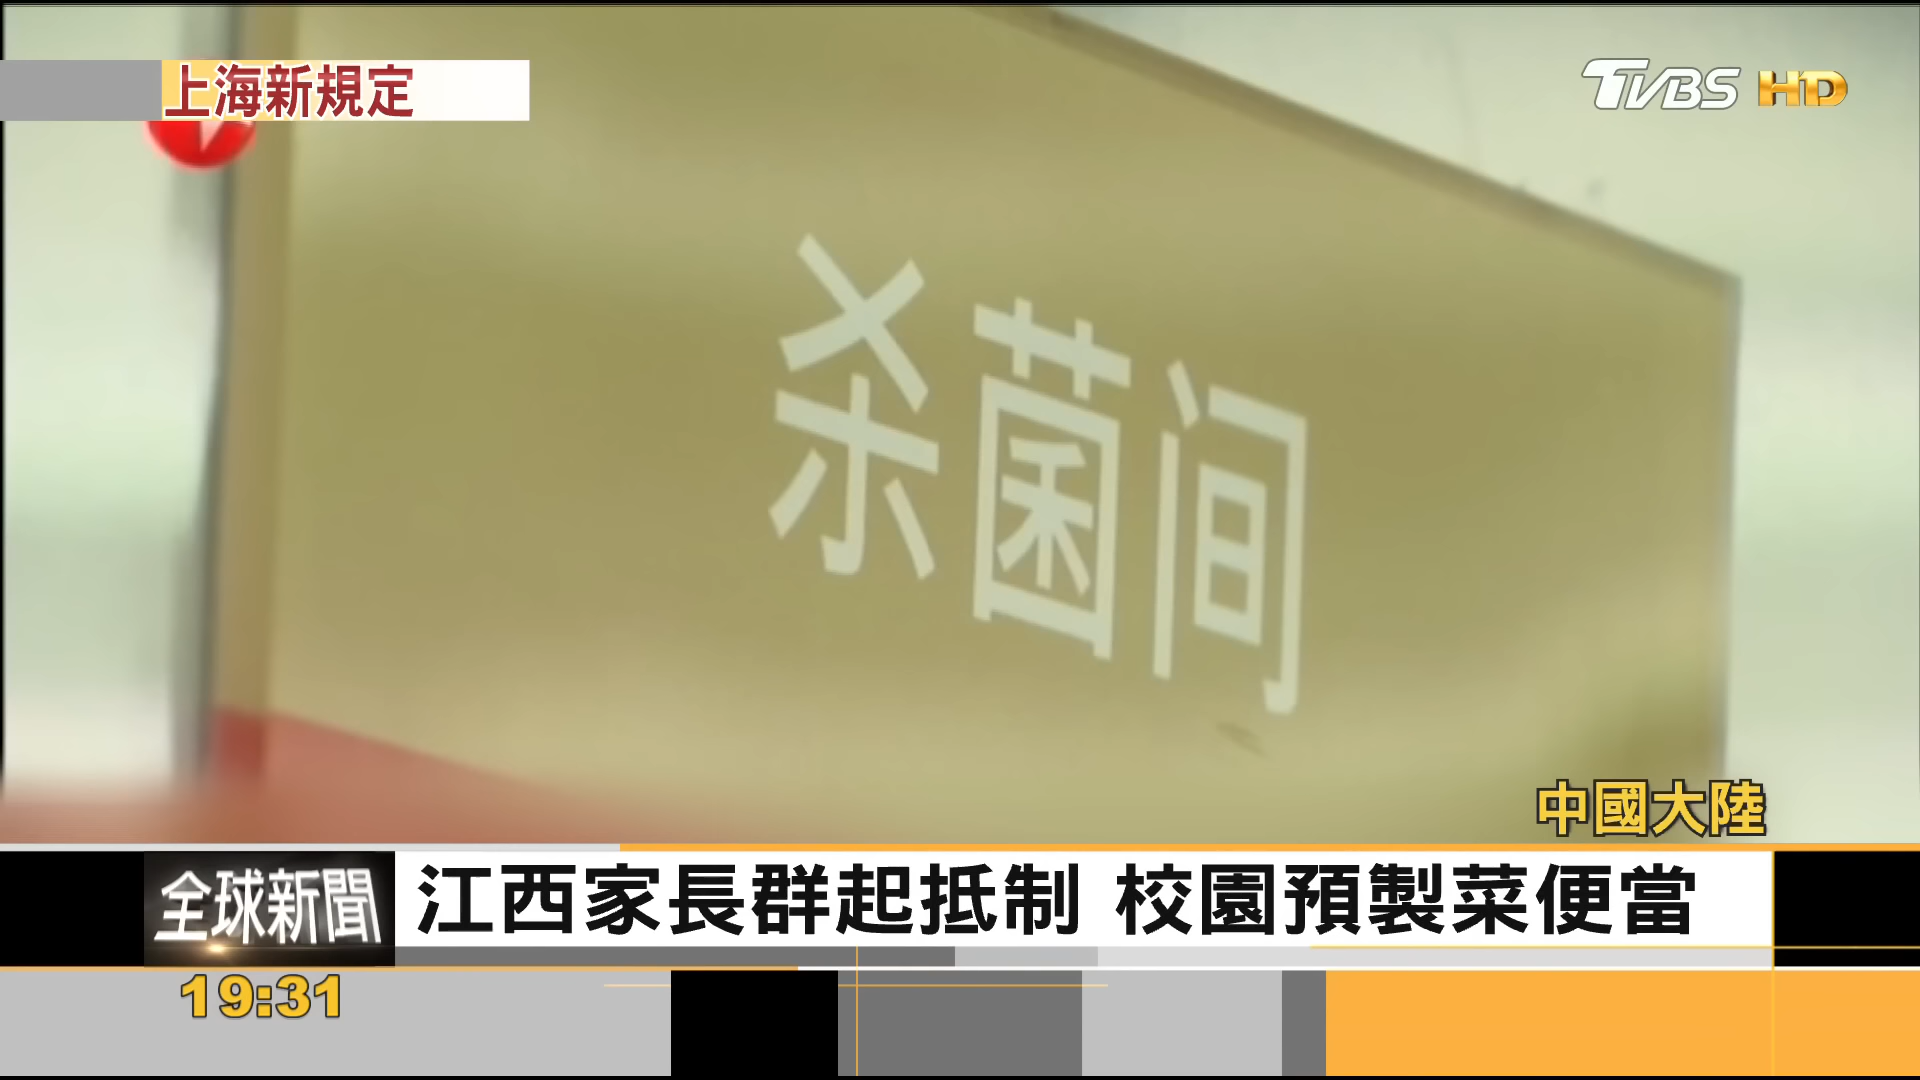 上海新規定
TVBS HD
杀菌间
中國大陸
全球新聞
江西家長群起抵制 校園預製菜便當
19:31